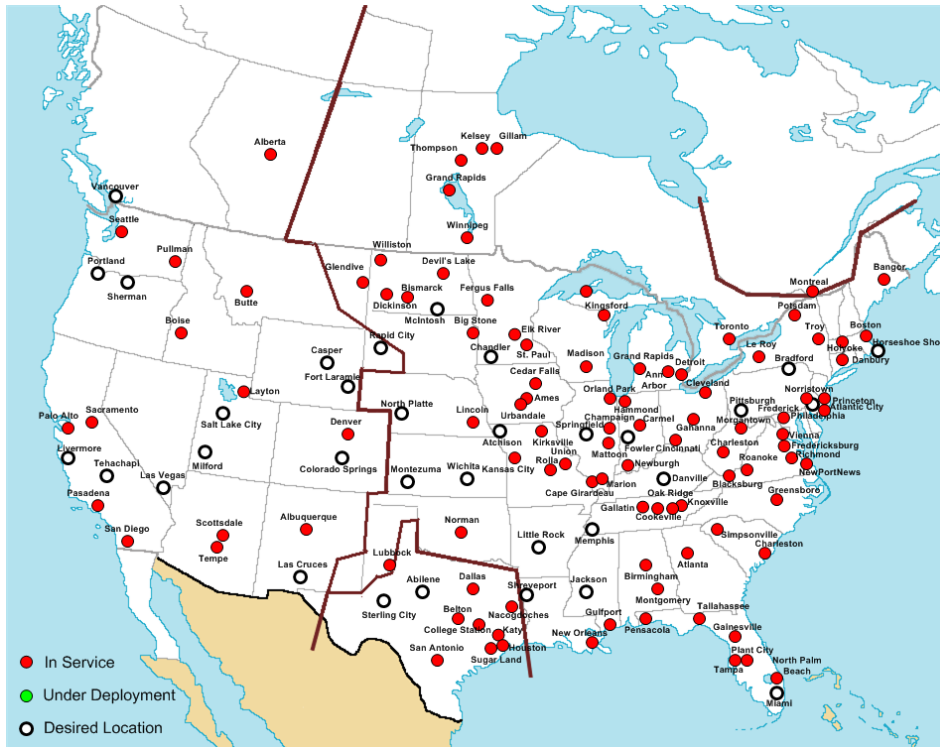 Alberta
Kelsey
Gillam
Thompson
Grand Rapids
Vancouver
Seattle
Winnipeg
Pullman
Portland
Sherman
Butte
Boise
Williston
Glendive
Devil's Lake
Bismarck
Dickinson
McIntosh
Fergus Falls
Big Stone
Rapid City
Chandler
Elk River
St. Paul
Kingsford
Bangor
Montreal
Potsdam
Toronto
Troy
Boston
Horseshoe Sho
Holyoke
Danbury
Le Roy
Bradford
Casper
Fort Laramie
Layton
Salt Lake City
Milford
Palo Alto
Sacramento
Livermore
Tehachapi
Las Vegas
Pasadena
San Diego
Denver
Colorado Springs
North Platte
Lincoln
Cedar Falls
Ames
Urbandale
Madison
Grand Rapids
Ann
Arbor
Detroit
Cleveland
Orland Park
Hammond
Champaign
Carmel
Springfield
Mattoon
Fowler
Cincinnati
Gahanna
Pittsburgh
Morgantown
Norristown
Princeton
Atlantic City
Philadelphia
Frederick
Vienna
Fredericksburg
Richmond
NewPortNews
Charleston
Roanoke
Blacksburg
Danville
Greensboro
Atchison
Kirksville
Kansas City
Union
Rolla
Newburgh
Marion
Cape Girardeau
Montezuma
Wichita
Oak Ridge
Knoxville
Gallatin
Cookeville
Simpsonville
Charleston
Scottsdale
Tempe
Albuquerque
Las Cruces
Norman
Lubbock
Little Rock
Memphis
Atlanta
Birmingham
Montgomery
Jackson
Shreveport
Abilene
Dallas
Sterling City
Belton
Nacogdoches
College Station
Katy
Houston
Sugar Land
San Antonio
New Orleans
Gulfport
Pensacola
Tallahassee
Gainesville
Plant City
Tampa
North Palm
Beach
Miami
In Service
Under Deployment
Desired Location